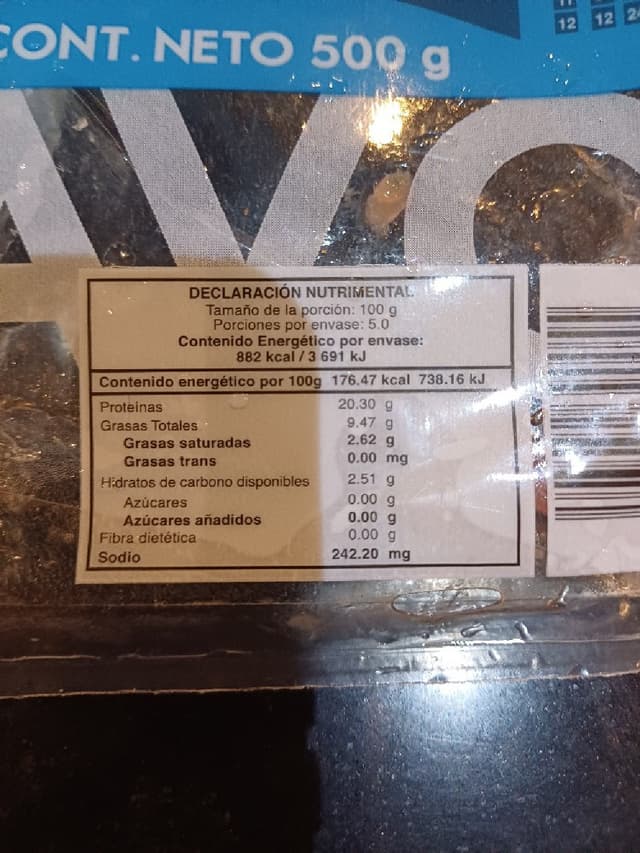 CONT. NETO 500 g
12 12
DECLARACIÓN NUTRIMENTAL
Tamaño de la porción: 100 g
Porciones por envase: 5.0
Contenido Energético por envase:
882 kcal / 3 691 kJ
Contenido energético por 100g 176.47 kcal 738.16 kJ
Proteínas 20.30 g
Grasas Totales 9.47 g
Grasas saturadas 2.62 g
Grasas trans 0.00 mg
Hidratos de carbono disponibles 2.51 g
Azúcares 0.00 g
Azúcares añadidos 0.00 g
Fibra dietética 0.00 g
Sodio 242.20 mg